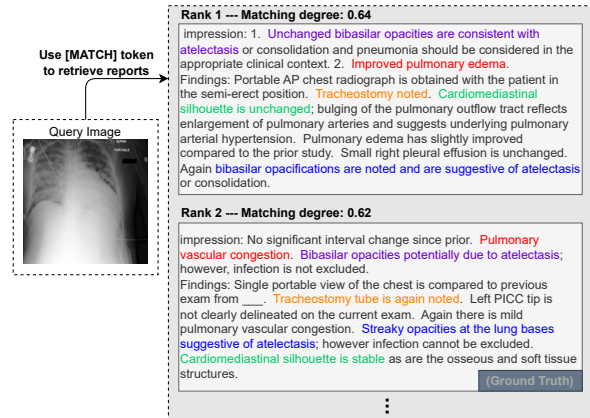 Use [MATCH] token
to retrieve reports
Query Image
SUPINE
PORTABLE
Rank 1 --- Matching degree: 0.64
impression: 1. Unchanged bibasilar opacities are consistent with
atelectasis or consolidation and pneumonia should be considered in the
appropriate clinical context. 2. Improved pulmonary edema.
Findings: Portable AP chest radiograph is obtained with the patient in
the semi-erect position. Tracheostomy noted. Cardiomediastinal
silhouette is unchanged; bulging of the pulmonary outflow tract reflects
enlargement of pulmonary arteries and suggests underlying pulmonary
arterial hypertension. Pulmonary edema has slightly improved
compared to the prior study. Small right pleural effusion is unchanged.
Again bibasilar opacifications are noted and are suggestive of atelectasis
or consolidation.
Rank 2 --- Matching degree: 0.62
impression: No significant interval change since prior. Pulmonary
vascular congestion. Bibasilar opacities potentially due to atelectasis;
however, infection is not excluded.
Findings: Single portable view of the chest is compared to previous
exam from ___. Tracheostomy tube is again noted. Left PICC tip is
not clearly delineated on the current exam. Again there is mild
pulmonary vascular congestion. Streaky opacities at the lung bases
suggestive of atelectasis; however infection cannot be excluded.
Cardiomediastinal silhouette is stable as are the osseous and soft tissue
structures.
(Ground Truth)